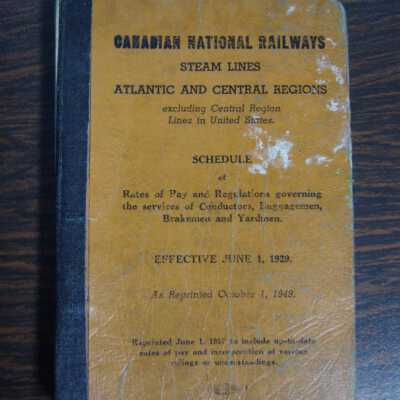 CANADIAN NATIONAL RAILWAYS
STEAM LINES
ATLANTIC AND CENTRAL REGIONS
excluding Central Region
Lines in United States.
SCHEDULE
of
Rates of Pay and Regulations governing
the services of Conductors, Baggagemen,
Brakemen and Yardmen.
EFFECTIVE JUNE 1, 1929.
As Reprinted October 1, 1949.
Reprinted June 1, 1957 to include up-to-date
rates of pay and incorporation of various
rulings or understandings.